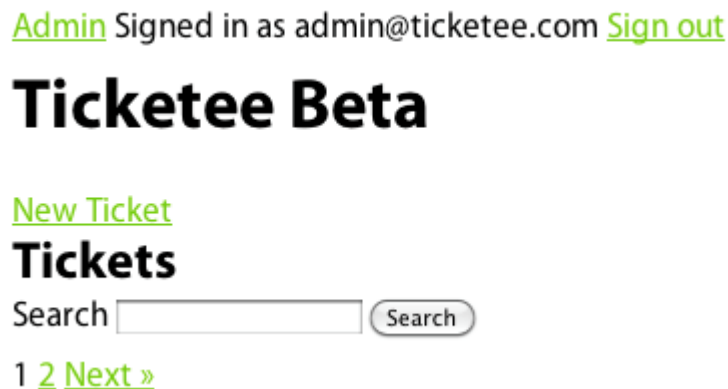 Admin Signed in as admin@ticketee.com Sign out
Ticketee Beta
New Ticket
Tickets
Search Search
1 2 Next »